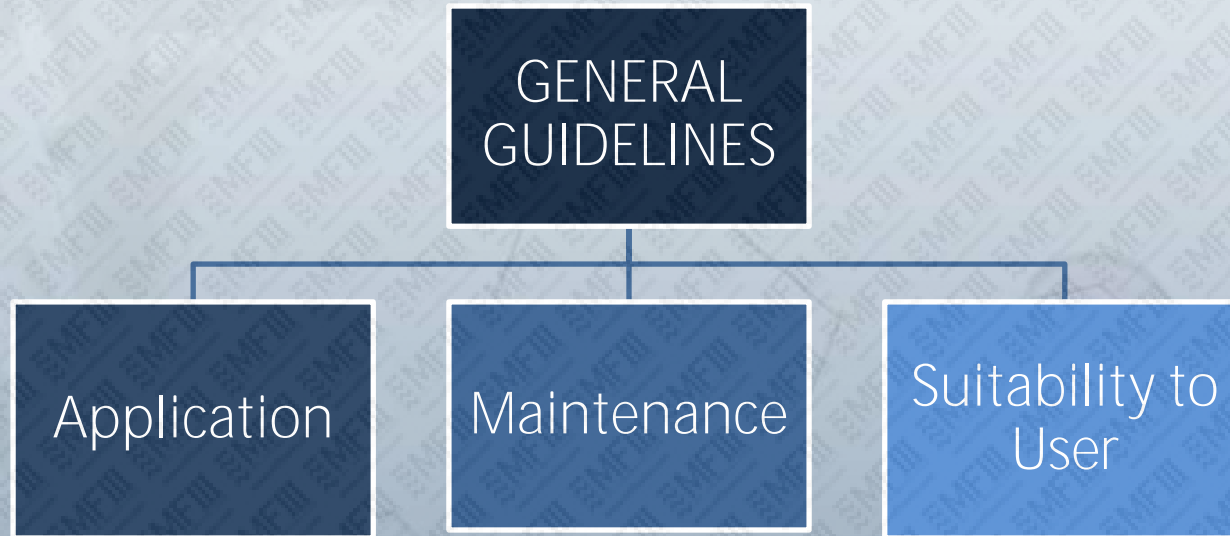 GENERAL
GUIDELINES
Application
Maintenance
Suitability to
User